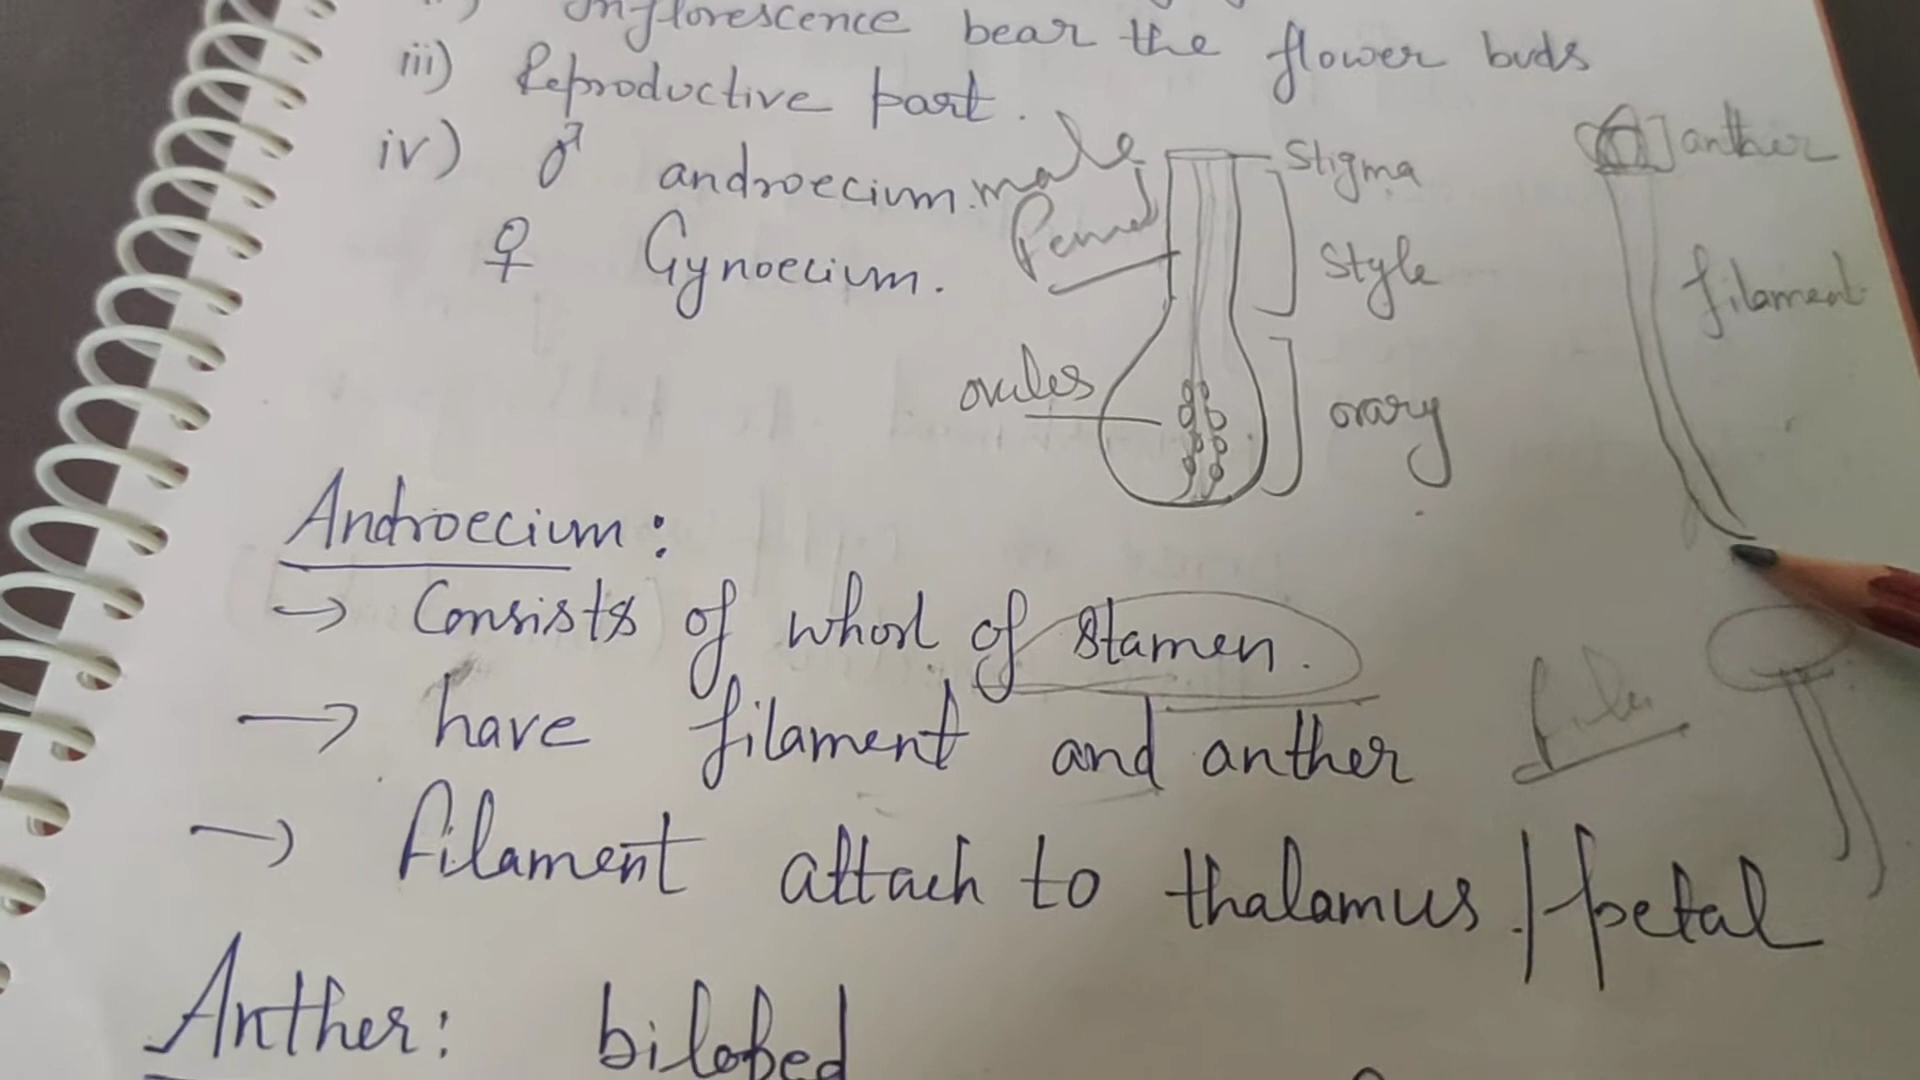 Inflorescence bear the flower buds
iii) Reproductive part.
iv) ♂ androecium. male
♀ Gynoecium.
Stigma
Style
ovules
ovary
anther
filament
Androecium:
→ Consists of whorl of stamen.
→ have filament and anther
→ filament attach to thalamus / petal
Anther: bilobed